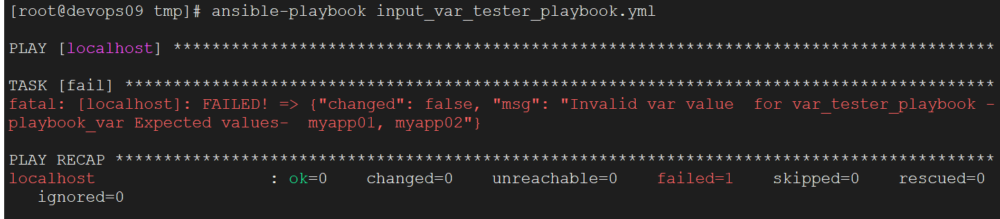 [root@devops09 tmp]# ansible-playbook input_var_tester_playbook.yml
PLAY [localhost] *************************************************************************************
TASK [fail] ******************************************************************************************
fatal: [localhost]: FAILED! => {"changed": false, "msg": "Invalid var value  for var_tester_playbook -
playbook_var Expected values-  myapp01, myapp02"}
PLAY RECAP *******************************************************************************************
localhost                  : ok=0    changed=0    unreachable=0    failed=1    skipped=0    rescued=0
   ignored=0